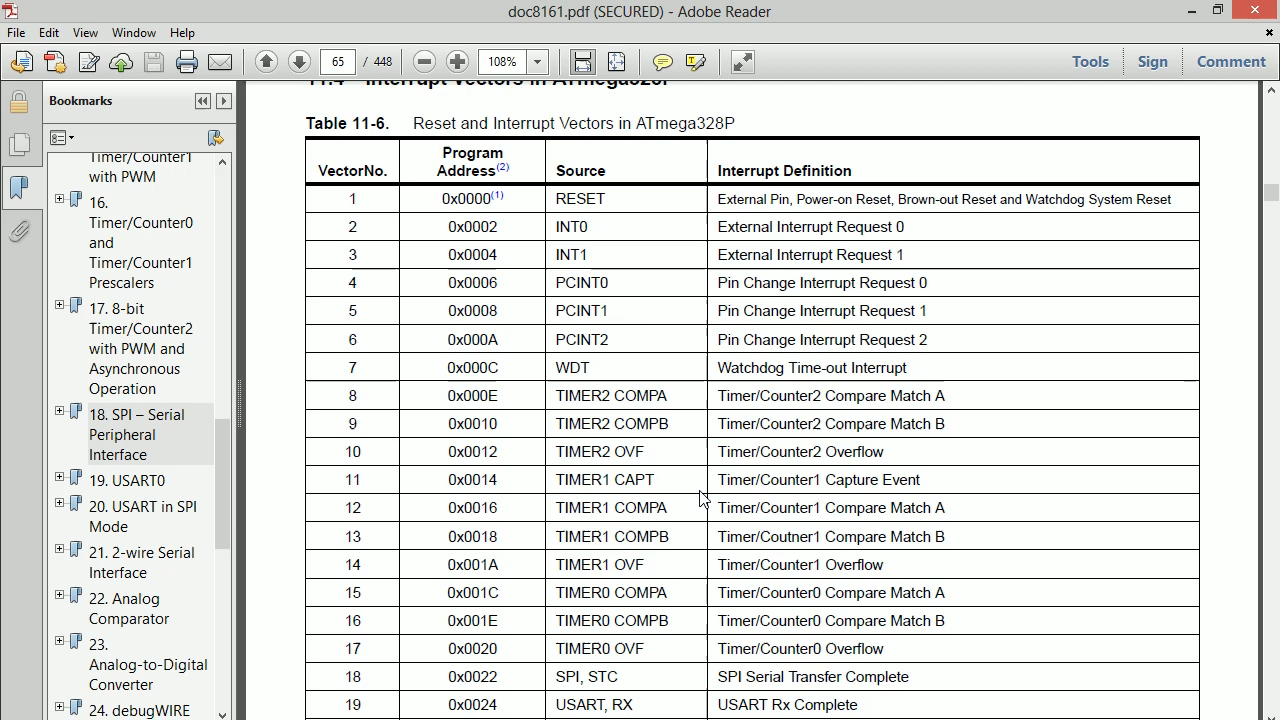 doc8161.pdf (SECURED) - Adobe Reader
File Edit View Window Help
65 / 448 108% Tools Sign Comment
Bookmarks
Timer/Counter1
with PWM
16.
Timer/Counter0
and
Timer/Counter1
Prescalers
17. 8-bit
Timer/Counter2
with PWM and
Asynchronous
Operation
18. SPI – Serial
Peripheral
Interface
19. USART0
20. USART in SPI
Mode
21. 2-wire Serial
Interface
22. Analog
Comparator
23.
Analog-to-Digital
Converter
24. debugWIRE
Table 11-6. Reset and Interrupt Vectors in ATmega328P
VectorNo. Program Address(2) Source Interrupt Definition
1 0x0000(1) RESET External Pin, Power-on Reset, Brown-out Reset and Watchdog System Reset
2 0x0002 INT0 External Interrupt Request 0
3 0x0004 INT1 External Interrupt Request 1
4 0x0006 PCINT0 Pin Change Interrupt Request 0
5 0x0008 PCINT1 Pin Change Interrupt Request 1
6 0x000A PCINT2 Pin Change Interrupt Request 2
7 0x000C WDT Watchdog Time-out Interrupt
8 0x000E TIMER2 COMPA Timer/Counter2 Compare Match A
9 0x0010 TIMER2 COMPB Timer/Counter2 Compare Match B
10 0x0012 TIMER2 OVF Timer/Counter2 Overflow
11 0x0014 TIMER1 CAPT Timer/Counter1 Capture Event
12 0x0016 TIMER1 COMPA Timer/Counter1 Compare Match A
13 0x0018 TIMER1 COMPB Timer/Coutner1 Compare Match B
14 0x001A TIMER1 OVF Timer/Counter1 Overflow
15 0x001C TIMER0 COMPA Timer/Counter0 Compare Match A
16 0x001E TIMER0 COMPB Timer/Counter0 Compare Match B
17 0x0020 TIMER0 OVF Timer/Counter0 Overflow
18 0x0022 SPI, STC SPI Serial Transfer Complete
19 0x0024 USART, RX USART Rx Complete